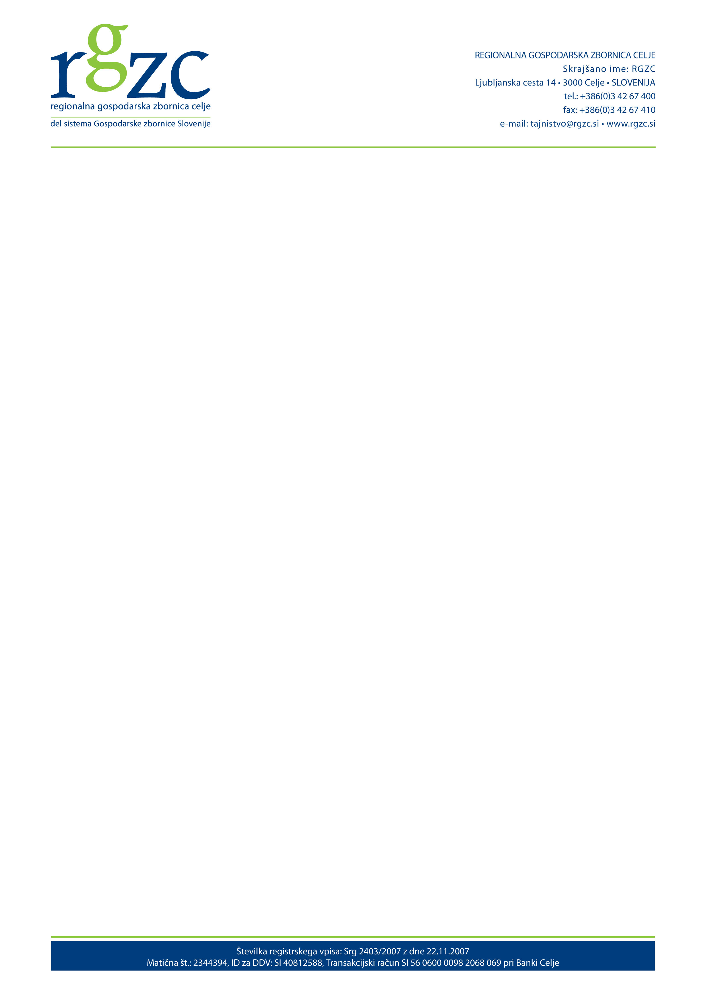 rgzc
regionalna gospodarska zbornica celje
del sistema Gospodarske zbornice Slovenije
REGIONALNA GOSPODARSKA ZBORNICA CELJE
Skrajšano ime: RGZC
Ljubljanska cesta 14 • 3000 Celje • SLOVENIJA
tel.: +386(0)3 42 67 400
fax: +386(0)3 42 67 410
e-mail: tajnistvo@rgzc.si • www.rgzc.si
Številka registrskega vpisa: Srg 2403/2007 z dne 22.11.2007
Matična št.: 2344394, ID za DDV: SI 40812588, Transakcijski račun SI 56 0600 0098 2068 069 pri Banki Celje